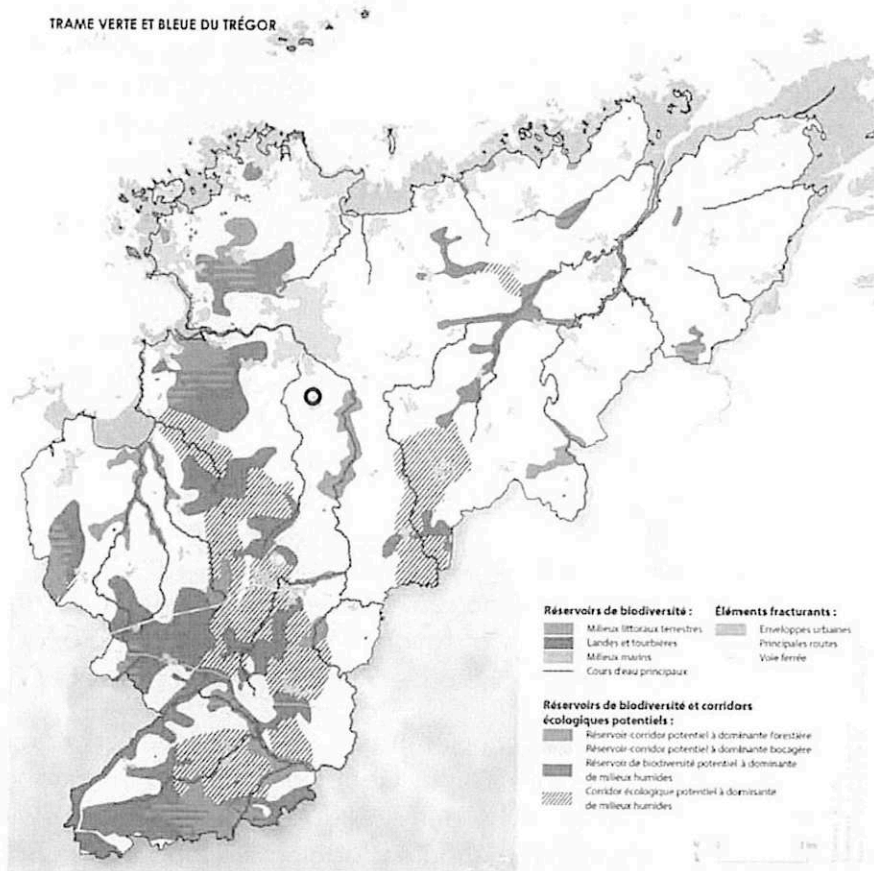 TRAME VERTE ET BLEUE DU TRÉGOR
Réservoirs de biodiversité :
Milieux littoraux terrestres
Landes et tourbières
Milieux marins
Cours d'eau principaux
Éléments fracturants :
Enveloppes urbaines
Principales routes
Voie ferrée
Réservoirs de biodiversité et corridors
écologiques potentiels :
Réservoir-corridor potentiel à dominante forestière
Réservoir-corridor potentiel à dominante bocagère
Réservoir de biodiversité potentiel à dominante
de milieux humides
Corridor écologique potentiel à dominante
de milieux humides